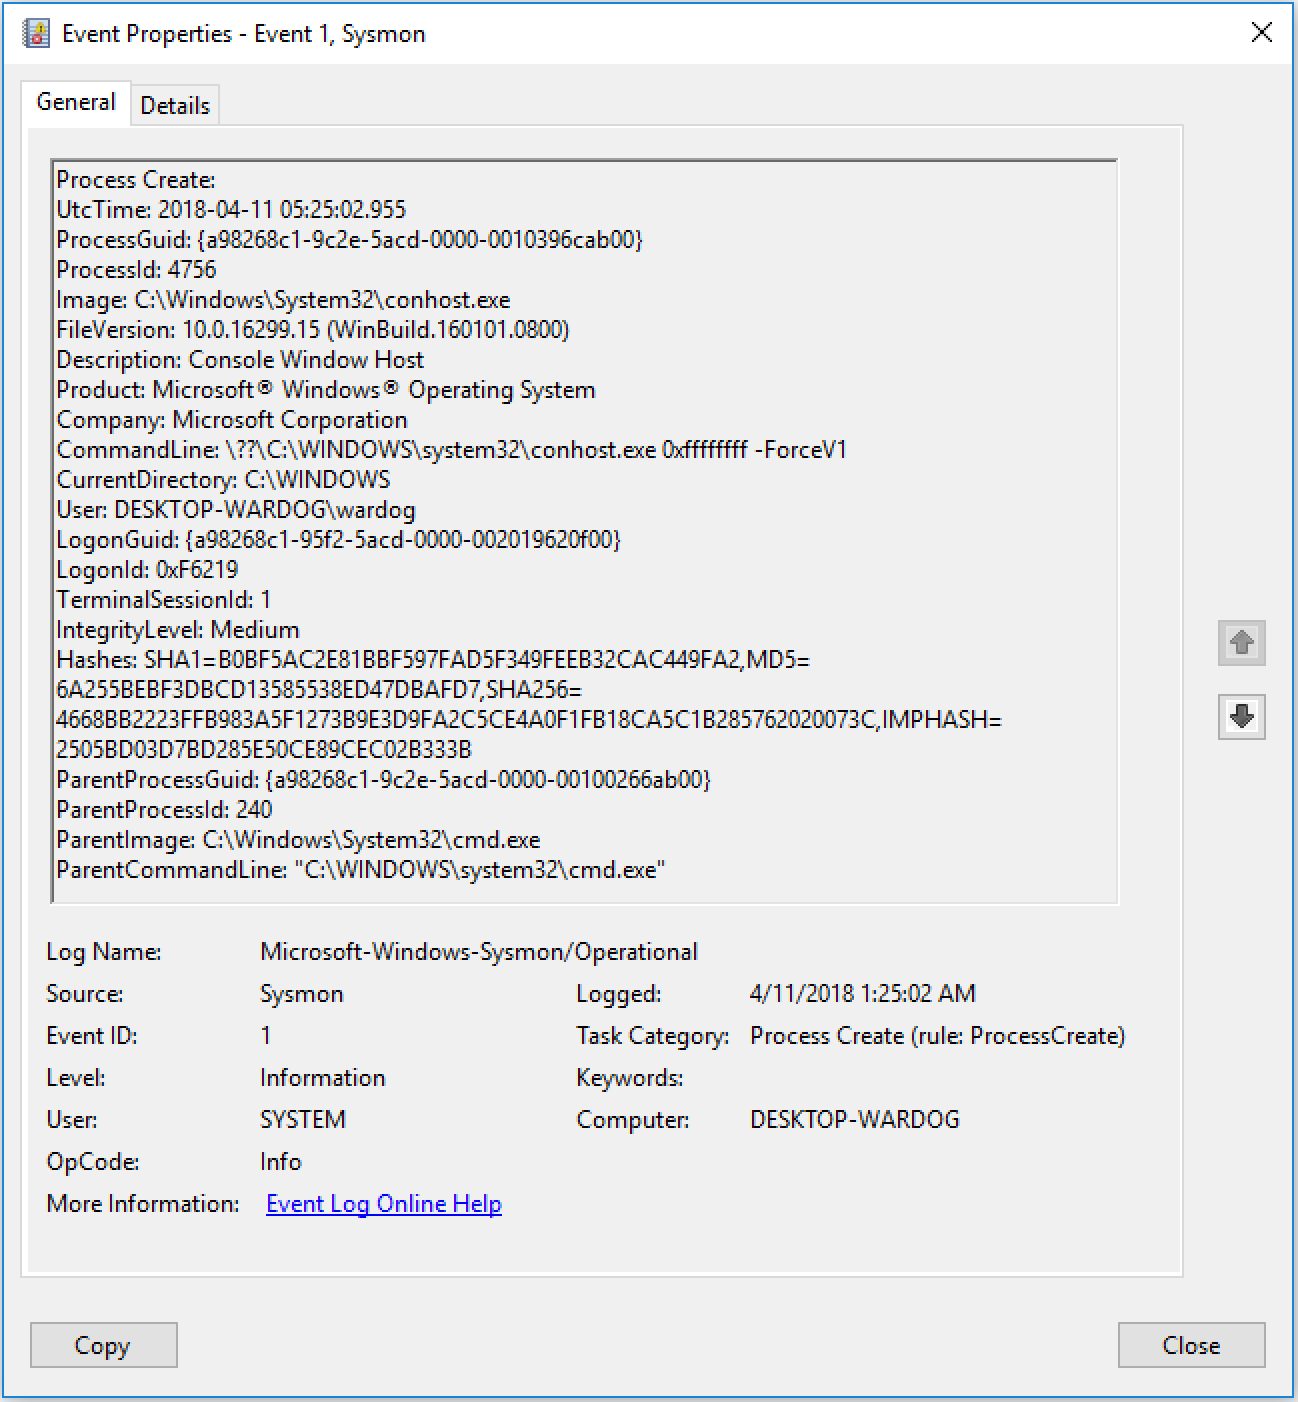 Event Properties - Event 1, Sysmon
General
Details
Process Create:
UtcTime: 2018-04-11 05:25:02.955
ProcessGuid: {a98268c1-9c2e-5acd-0000-0010396cab00}
ProcessId: 4756
Image: C:\Windows\System32\conhost.exe
FileVersion: 10.0.16299.15 (WinBuild.160101.0800)
Description: Console Window Host
Product: Microsoft® Windows® Operating System
Company: Microsoft Corporation
CommandLine: \??\C:\WINDOWS\system32\conhost.exe 0xffffffff -ForceV1
CurrentDirectory: C:\WINDOWS
User: DESKTOP-WARDOG\wardog
LogonGuid: {a98268c1-95f2-5acd-0000-002019620f00}
LogonId: 0xF6219
TerminalSessionId: 1
IntegrityLevel: Medium
Hashes: SHA1=B0BF5AC2E81BBF597FAD5F349FEEB32CAC449FA2,MD5=
6A255BEBF3DBCD13585538ED47DBAFD7,SHA256=
4668BB2223FFB983A5F1273B9E3D9FA2C5CE4A0F1FB18CA5C1B285762020073C,IMPHASH=
2505BD03D7BD285E50CE89CEC02B333B
ParentProcessGuid: {a98268c1-9c2e-5acd-0000-00100266ab00}
ParentProcessId: 240
ParentImage: C:\Windows\System32\cmd.exe
ParentCommandLine: "C:\WINDOWS\system32\cmd.exe"
Log Name: Microsoft-Windows-Sysmon/Operational
Source: Sysmon Logged: 4/11/2018 1:25:02 AM
Event ID: 1 Task Category: Process Create (rule: ProcessCreate)
Level: Information Keywords:
User: SYSTEM Computer: DESKTOP-WARDOG
OpCode: Info
More Information: Event Log Online Help
Copy
Close